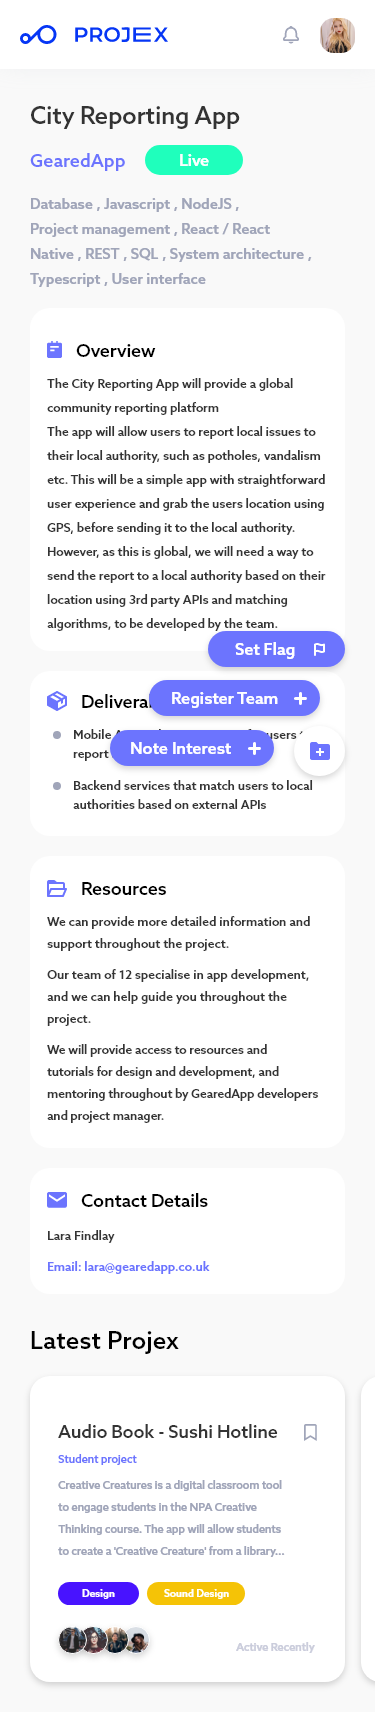 PROJEX
City Reporting App
GearedApp
Live
Database , Javascript , NodeJS ,
Project management , React / React
Native , REST , SQL , System architecture ,
Typescript , User interface
Overview
The City Reporting App will provide a global
community reporting platform
The app will allow users to report local issues to
their local authority, such as potholes, vandalism
etc. This will be a simple app with straightforward
user experience and grab the users location using
GPS, before sending it to the local authority.
However, as this is global, we will need a way to
send the report to a local authority based on their
location using 3rd party APIs and matching
algorithms, to be developed by the team.
Set Flag
Register Team
Note Interest
Mobile
users
report
Backend services that match users to local
authorities based on external APIs
Resources
We can provide more detailed information and
support throughout the project.
Our team of 12 specialise in app development,
and we can help guide you throughout the
project.
We will provide access to resources and
tutorials for design and development, and
mentoring throughout by GearedApp developers
and project manager.
Contact Details
Lara Findlay
Email: lara@gearedapp.co.uk
Latest Projex
Audio Book - Sushi Hotline
Student project
Creative Creatures is a digital classroom tool
to engage students in the NPA Creative
Thinking course. The app will allow students
to create a 'Creative Creature' from a library...
Design
Sound Design
Active Recently